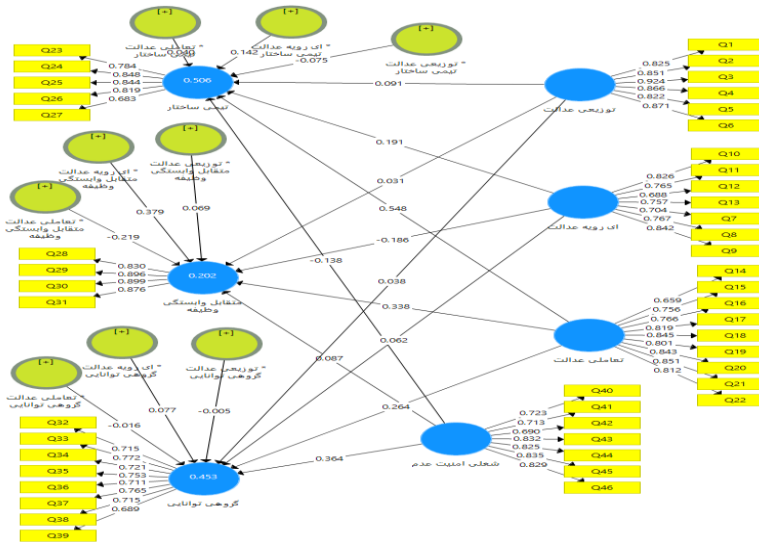 [+]
[+]
[+]
عدالت تعاملی *
ساختار تیمی
عدالت رویه ای *
ساختار تیمی
عدالت توزیعی *
ساختار تیمی
0.040
0.142
-0.075
Q23
Q24
Q25
Q26
Q27
0.784
0.848
0.844
0.819
0.683
0.506
ساختار تیمی
0.091
0.191
0.548
-0.138
0.038
عدالت توزیعی
0.825
0.851
0.924
0.866
0.822
0.871
Q1
Q2
Q3
Q4
Q5
Q6
[+]
[+]
[+]
عدالت رویه ای *
وابستگی متقابل
وظیفه
عدالت توزیعی *
وابستگی متقابل
وظیفه
عدالت تعاملی *
وابستگی متقابل
وظیفه
0.379
0.069
-0.219
0.031
-0.186
0.338
0.087
0.062
عدالت رویه ای
0.826
0.765
0.688
0.757
0.704
0.767
0.842
Q10
Q11
Q12
Q13
Q7
Q8
Q9
Q28
Q29
Q30
Q31
0.830
0.896
0.899
0.876
0.202
وابستگی متقابل
وظیفه
عدالت تعاملی
0.659
0.756
0.766
0.819
0.845
0.801
0.843
0.851
0.812
Q14
Q15
Q16
Q17
Q18
Q19
Q20
Q21
Q22
[+]
[+]
[+]
عدالت رویه ای *
توانایی گروهی
عدالت توزیعی *
توانایی گروهی
عدالت تعاملی *
توانایی گروهی
0.077
-0.005
-0.016
0.264
0.364
Q32
Q33
Q34
Q35
Q36
Q37
Q38
Q39
0.715
0.772
0.721
0.753
0.711
0.765
0.715
0.689
0.453
توانایی گروهی
عدم امنیت شغلی
0.723
0.713
0.690
0.832
0.825
0.835
0.829
Q40
Q41
Q42
Q43
Q44
Q45
Q46